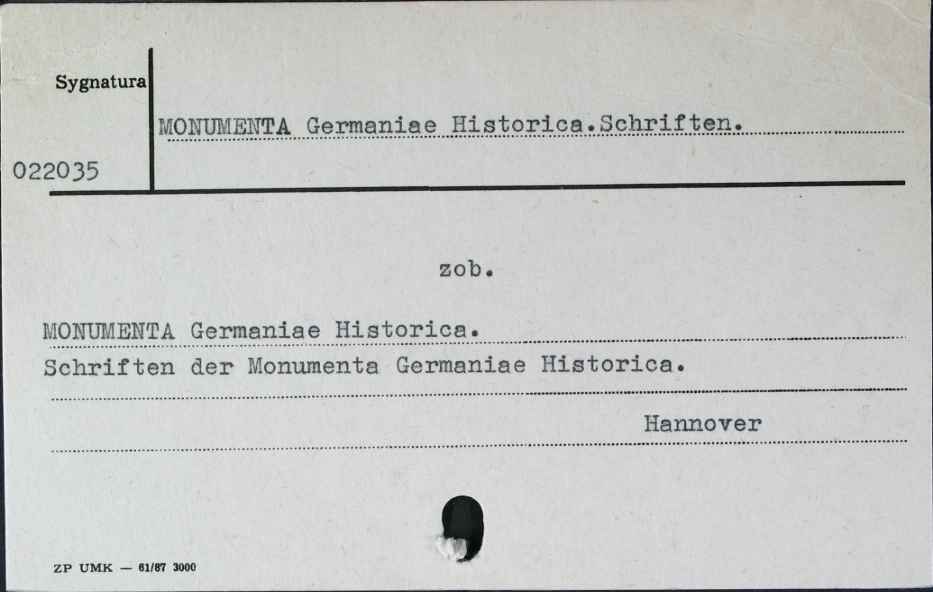 Sygnatura
MONUMENTA Germaniae Historica.Schriften.
022035
zob.
MONUMENTA Germaniae Historica.
Schriften der Monumenta Germaniae Historica.
Hannover
ZP UMK — 61/87 3000